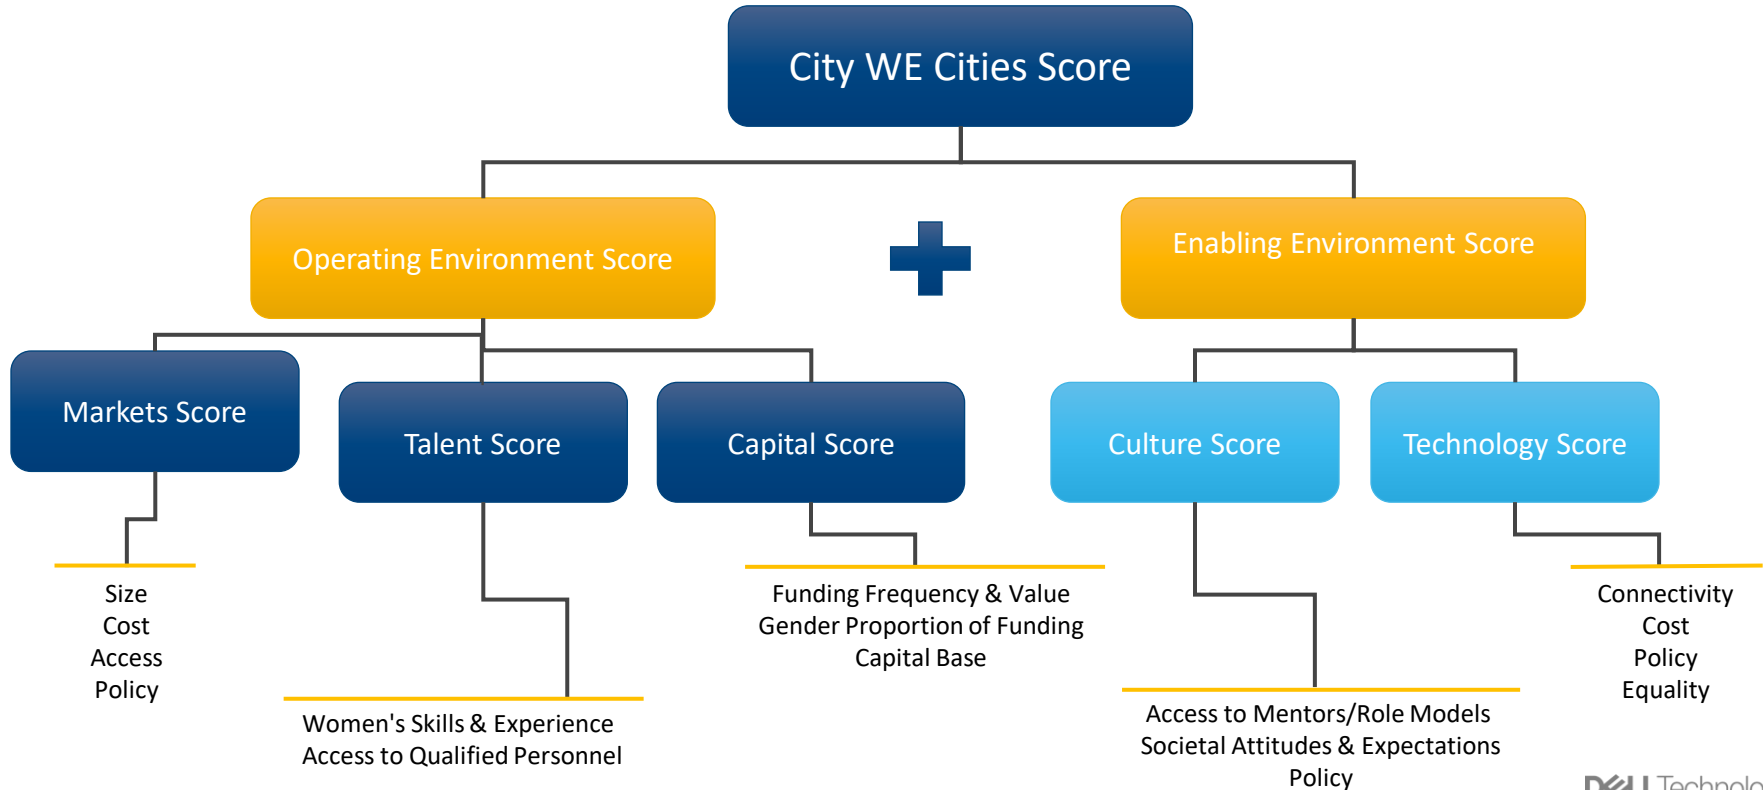 City WE Cities Score
Operating Environment Score
Enabling Environment Score
Markets Score
Talent Score
Capital Score
Culture Score
Technology Score
Size
Cost
Access
Policy
Women's Skills & Experience
Access to Qualified Personnel
Funding Frequency & Value
Gender Proportion of Funding
Capital Base
Access to Mentors/Role Models
Societal Attitudes & Expectations
Policy
Connectivity
Cost
Policy
Equality